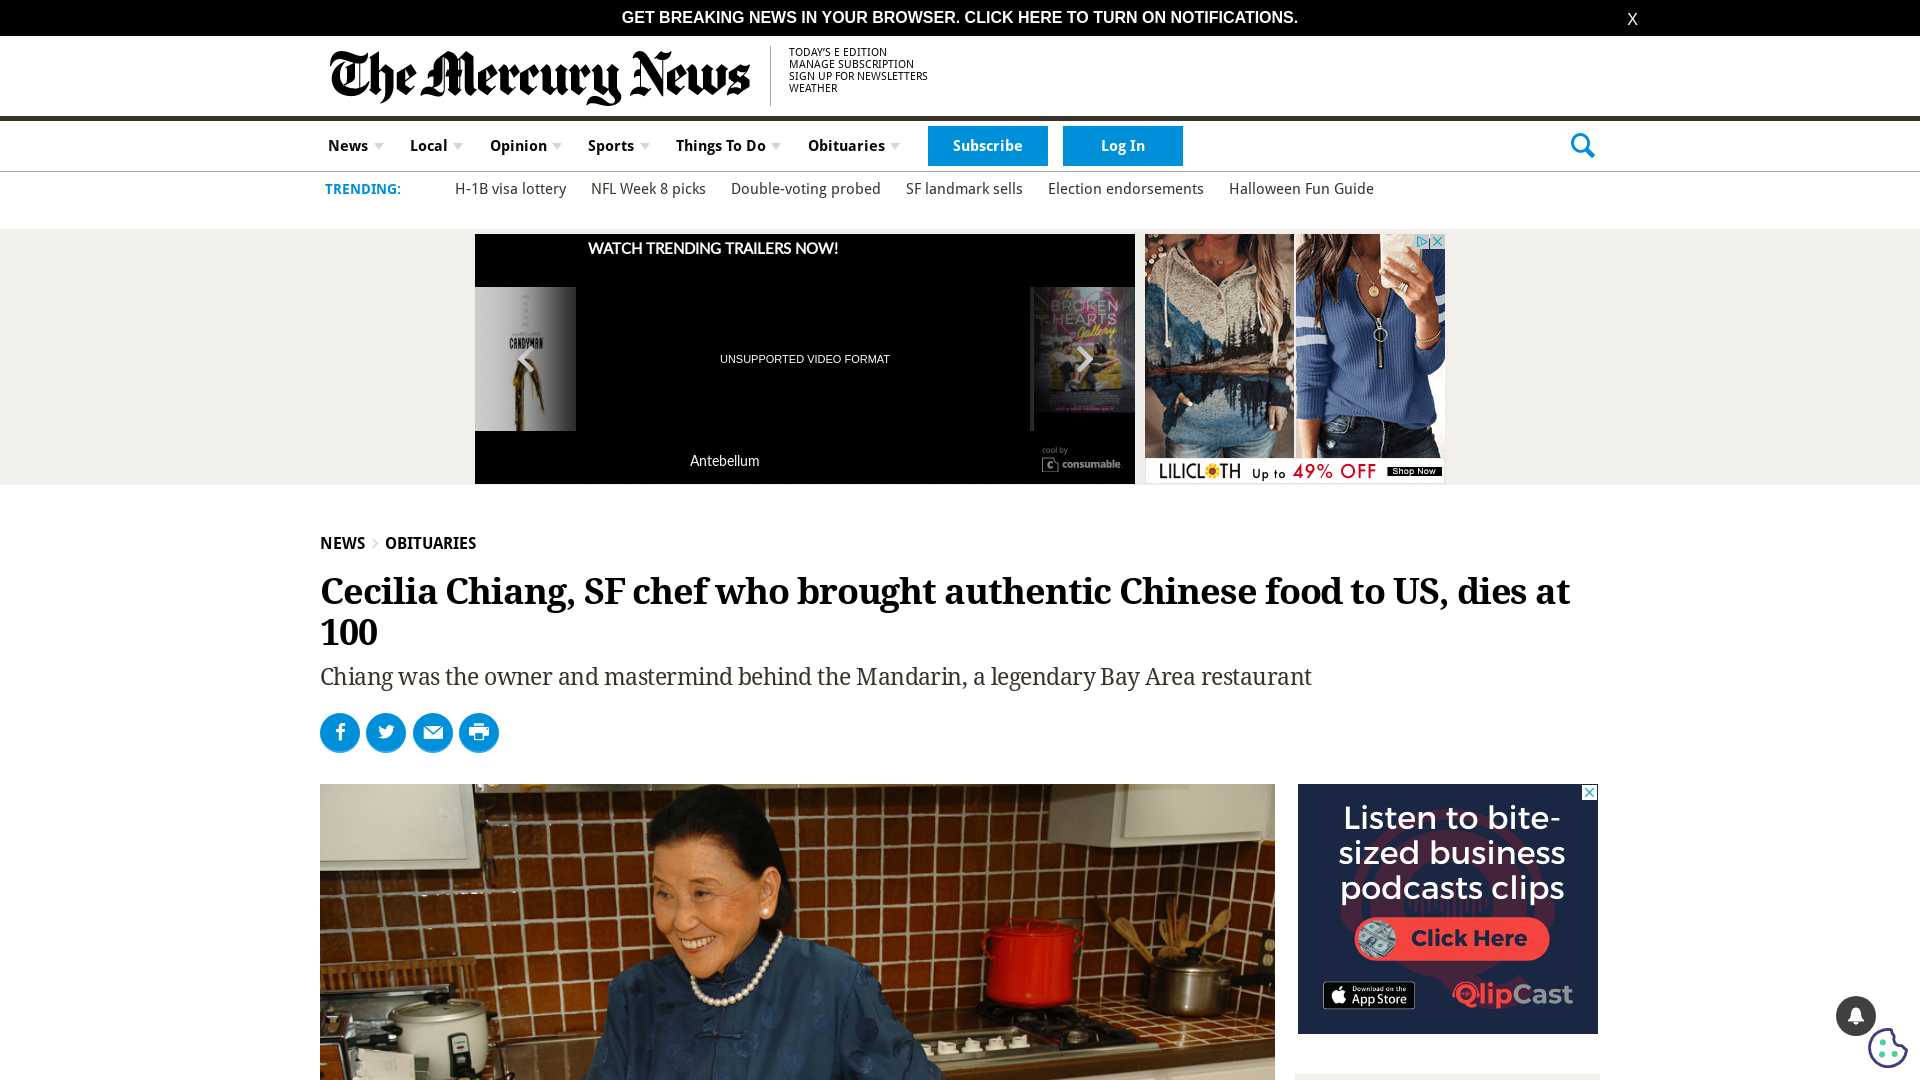 GET BREAKING NEWS IN YOUR BROWSER. CLICK HERE TO TURN ON NOTIFICATIONS.
X
The Mercury News
TODAY'S E EDITION
MANAGE SUBSCRIPTION
SIGN UP FOR NEWSLETTERS
WEATHER
News
Local
Opinion
Sports
Things To Do
Obituaries
Subscribe
Log In
TRENDING:
H-1B visa lottery
NFL Week 8 picks
Double-voting probed
SF landmark sells
Election endorsements
Halloween Fun Guide
WATCH TRENDING TRAILERS NOW!
CANDYMAN
UNSUPPORTED VIDEO FORMAT
The
BROKEN
HEARTS
Gallery
Antebellum
cool by
consumable.
LILICLOTH Up to 49% OFF Shop Now
NEWS > OBITUARIES
Cecilia Chiang, SF chef who brought authentic Chinese food to US, dies at
100
Chiang was the owner and mastermind behind the Mandarin, a legendary Bay Area restaurant
Listen to bite-
sized business
podcasts clips
Click Here
Download on the
App Store
QlipCast